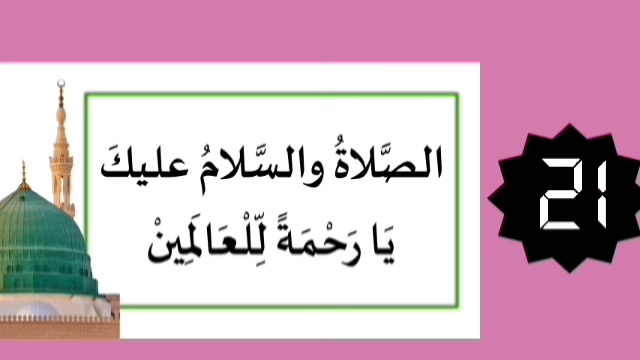 الصَّلاةُ والسَّلامُ عليكَ
يَا رَحْمَةً لِّلْعَالَمِينْ
21